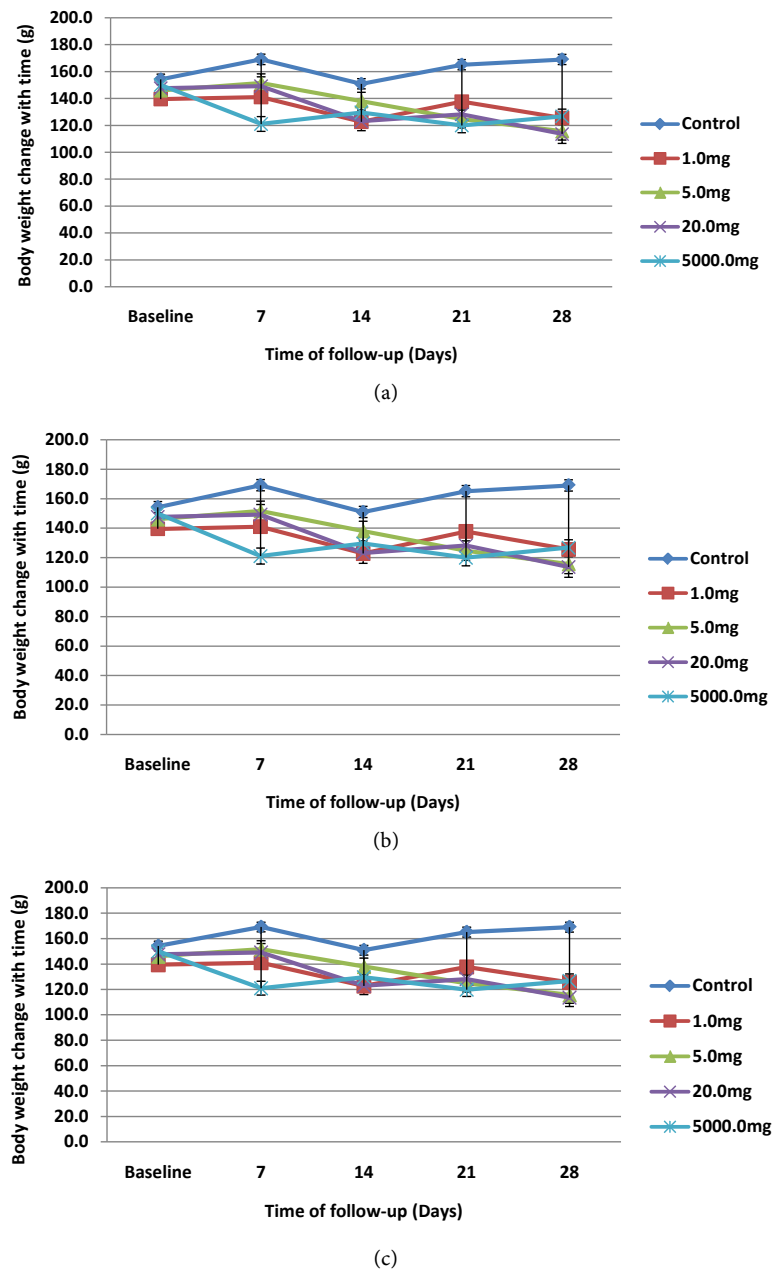 Body weight change with time (g)
200.0
180.0
160.0
140.0
120.0
100.0
80.0
60.0
40.0
20.0
0.0
Baseline 7 14 21 28
Time of follow-up (Days)
Control
1.0mg
5.0mg
20.0mg
5000.0mg
(a)
Body weight change with time (g)
200.0
180.0
160.0
140.0
120.0
100.0
80.0
60.0
40.0
20.0
0.0
Baseline 7 14 21 28
Time of follow-up (Days)
Control
1.0mg
5.0mg
20.0mg
5000.0mg
(b)
Body weight change with time (g)
200.0
180.0
160.0
140.0
120.0
100.0
80.0
60.0
40.0
20.0
0.0
Baseline 7 14 21 28
Time of follow-up (Days)
Control
1.0mg
5.0mg
20.0mg
5000.0mg
(c)